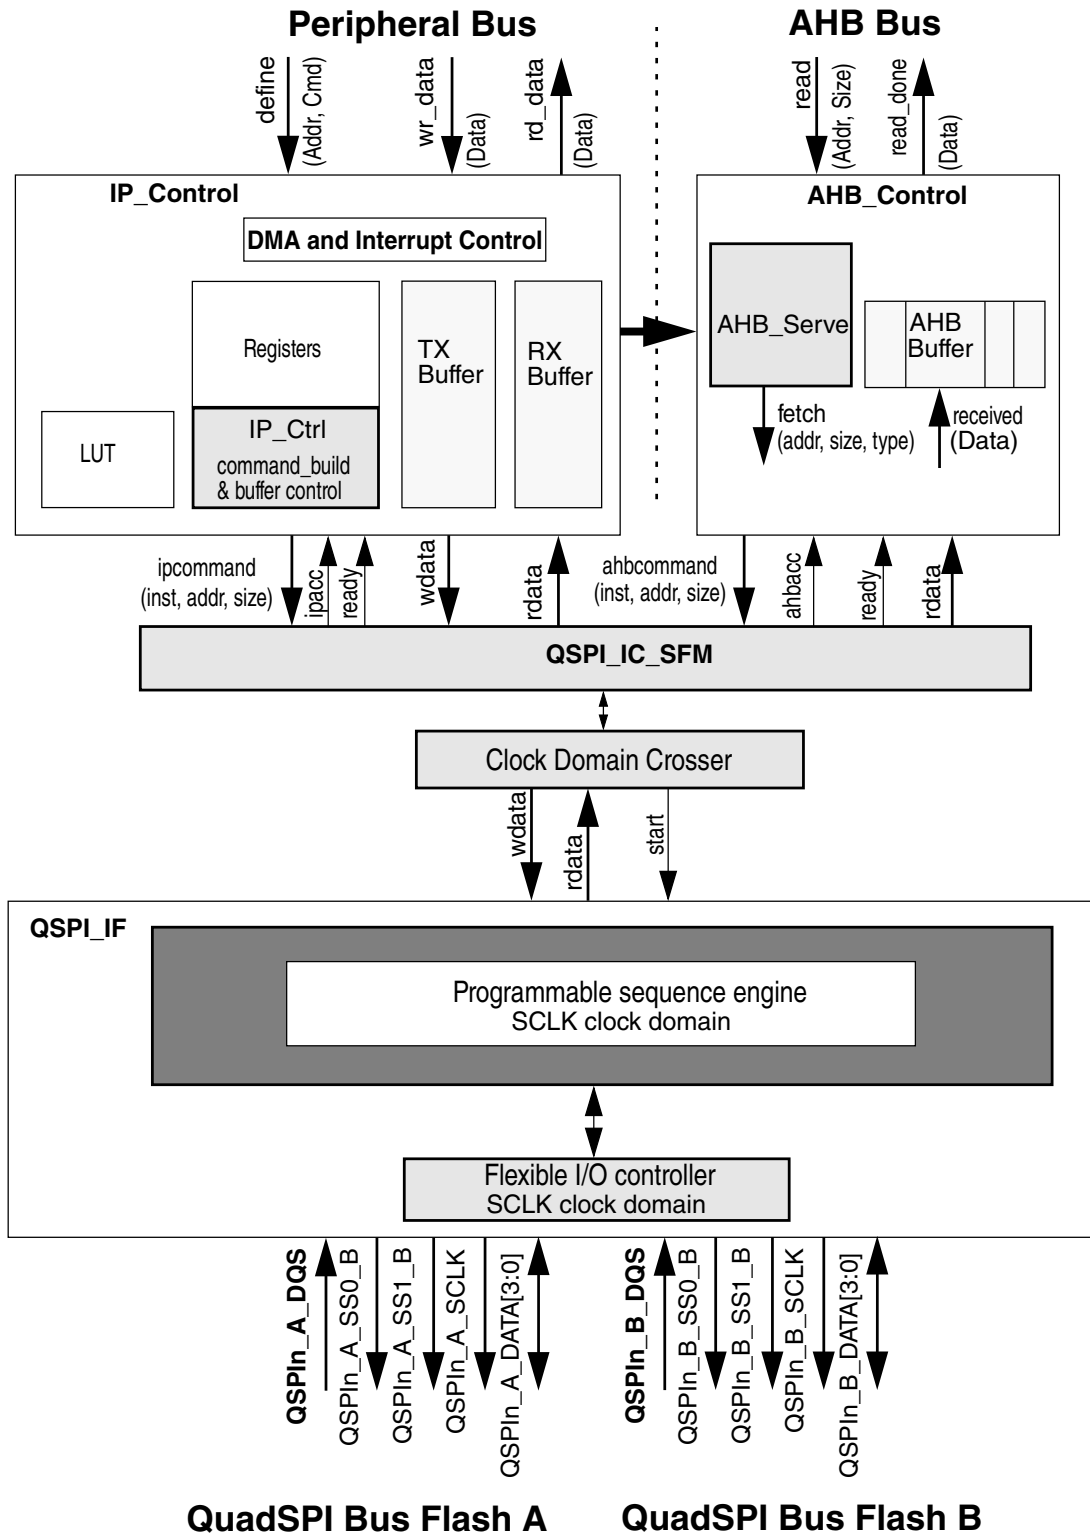 Peripheral Bus
AHB Bus
define
(Addr, Cmd)
wr_data
(Data)
rd_data
(Data)
read
(Addr, Size)
read_done
(Data)
IP_Control
DMA and Interrupt Control
Registers
TX
Buffer
RX
Buffer
LUT
IP_Ctrl
command_build
& buffer control
AHB_Control
AHB_Serve
AHB
Buffer
fetch
(addr, size, type)
received
(Data)
ipcommand
(inst, addr, size)
ipacc
ready
wdata
rdata
ahbcommand
(inst, addr, size)
ahbacc
ready
rdata
QSPI_IC_SFM
Clock Domain Crosser
wdata
rdata
start
QSPI_IF
Programmable sequence engine
SCLK clock domain
Flexible I/O controller
SCLK clock domain
QSPIn_A_DQS
QSPIn_A_SS0_B
QSPIn_A_SS1_B
QSPIn_A_SCLK
QSPIn_A_DATA[3:0]
QSPIn_B_DQS
QSPIn_B_SS0_B
QSPIn_B_SS1_B
QSPIn_B_SCLK
QSPIn_B_DATA[3:0]
QuadSPI Bus Flash A
QuadSPI Bus Flash B